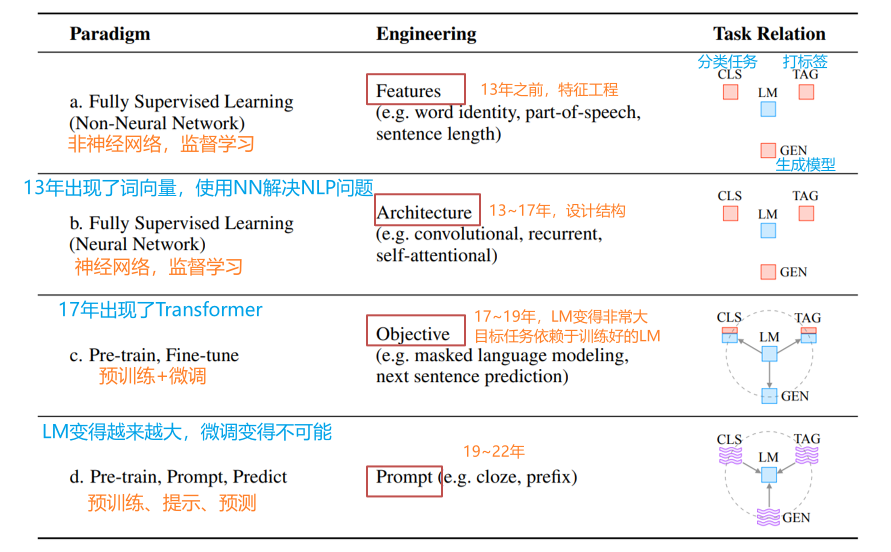 Paradigm Engineering Task Relation
分类任务 打标签
CLS TAG
LM
GEN
生成模型
a. Fully Supervised Learning
(Non-Neural Network)
非神经网络，监督学习
Features
13年之前，特征工程
(e.g. word identity, part-of-speech,
sentence length)
13年出现了词向量，使用NN解决NLP问题
b. Fully Supervised Learning
(Neural Network)
神经网络，监督学习
Architecture
13~17年，设计结构
(e.g. convolutional, recurrent,
self-attentional)
CLS TAG
LM
GEN
17年出现了Transformer
c. Pre-train, Fine-tune
预训练+微调
17~19年，LM变得非常大
目标任务依赖于训练好的LM
Objective
(e.g. masked language modeling,
next sentence prediction)
CLS TAG
LM
GEN
LM变得越来越大，微调变得不可能
d. Pre-train, Prompt, Predict
预训练、提示、预测
19~22年
Prompt (e.g. cloze, prefix)
CLS TAG
LM
GEN